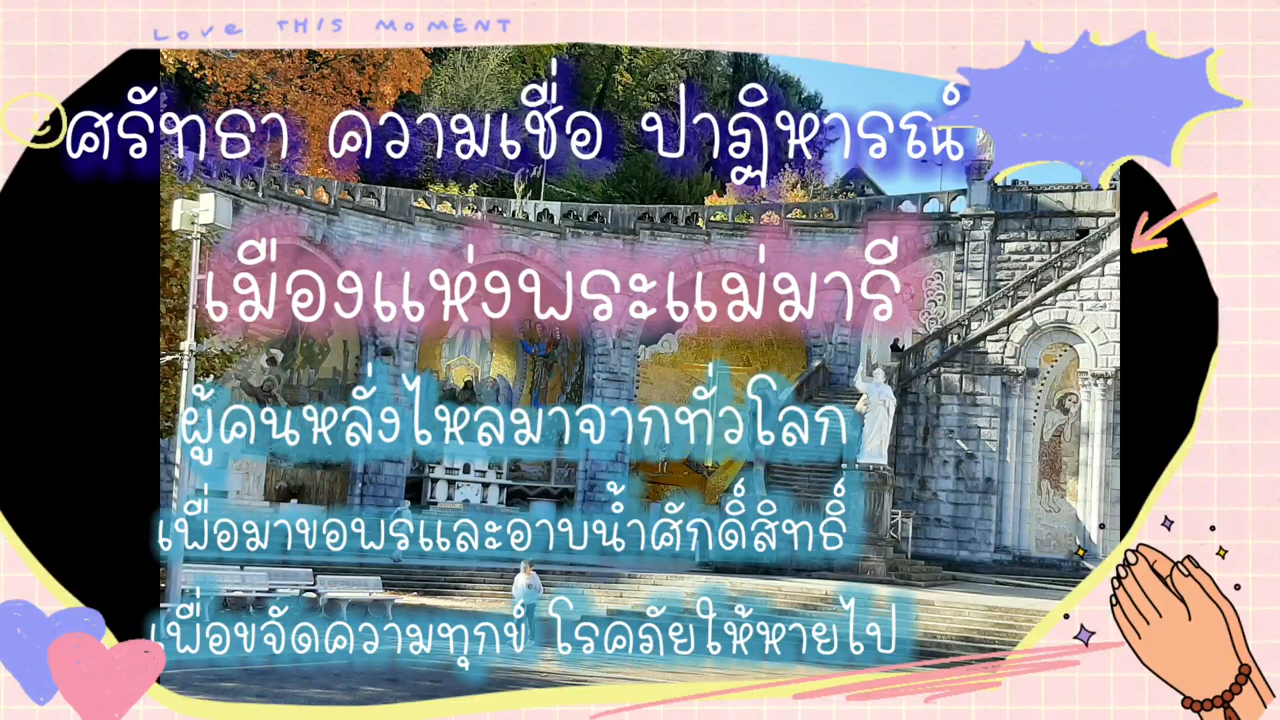 LOVE THIS MOMENT
ศรัทธา ความเชื่อ ปาฏิหารณ์
เมืองแห่งพระแม่มารี
ผู้คนหลั่งไหลมาจากทั่วโลก
เพื่อมาขอพรและอาบน้ำศักดิ์สิทธิ์
เพื่อขจัดความทุกข์ โรคภัยให้หายไป